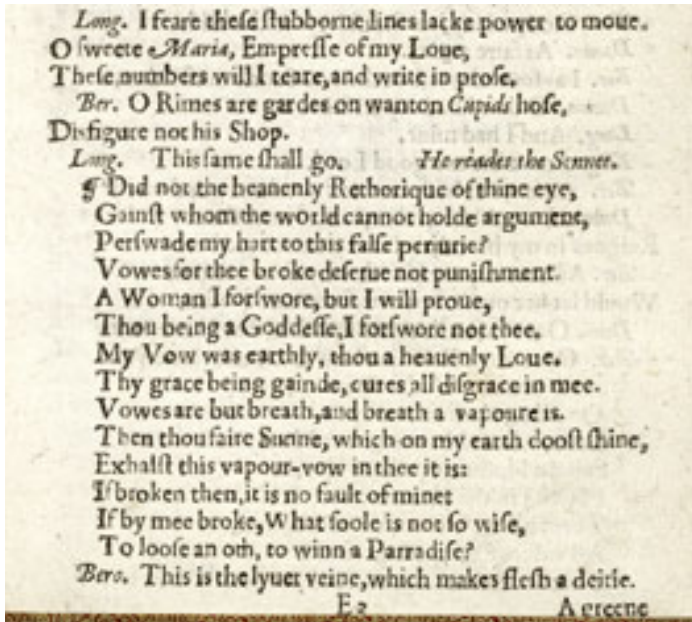 Long. I feare theſe ſtubborne lines lacke power to moue.
O ſweete Maria, Empreſſe of my Loue,
Theſe numbers will I teare, and write in proſe.
Ber. O Rimes are gardes on wanton Cupids hoſe,
Disfigure not his Shop.
Long. This ſame ſhall go. He reades the Sonnet.
¶ Did not the heauenly Rethorique of thine eye,
Gainſt whom the world cannot holde argument,
Perſwade my hart to this falſe periurie?
Vowes for thee broke deſerue not puniſhment.
A Woman I forſwore, but I will proue,
Thou being a Goddeſſe, I forſwore not thee.
My Vow was earthly, thou a heauenly Loue.
Thy grace being gainde, cures all diſgrace in mee.
Vowes are but breath, and breath a vapoure is.
Then thou faire Sunne, which on my earth dooſt ſhine,
Exhalſt this vapour-vow in thee it is:
If broken then, it is no fault of mine:
If by mee broke, What foole is not ſo wiſe,
To looſe an oth, to winn a Parradiſe?
Bero. This is the lyuer veine, which makes fleſh a deitie.
E2 A greene